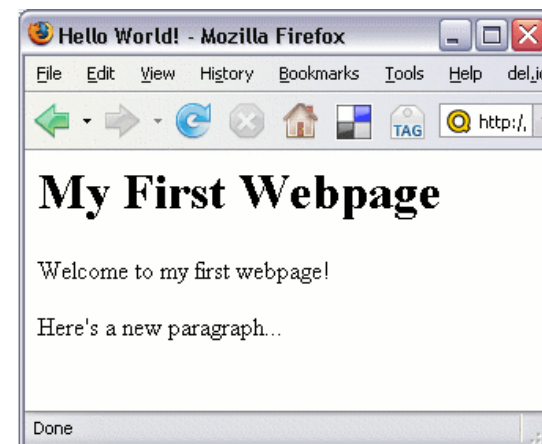 Hello World! - Mozilla Firefox
File Edit View History Bookmarks Tools Help
TAG http:/
My First Webpage
Welcome to my first webpage!
Here's a new paragraph...
Done